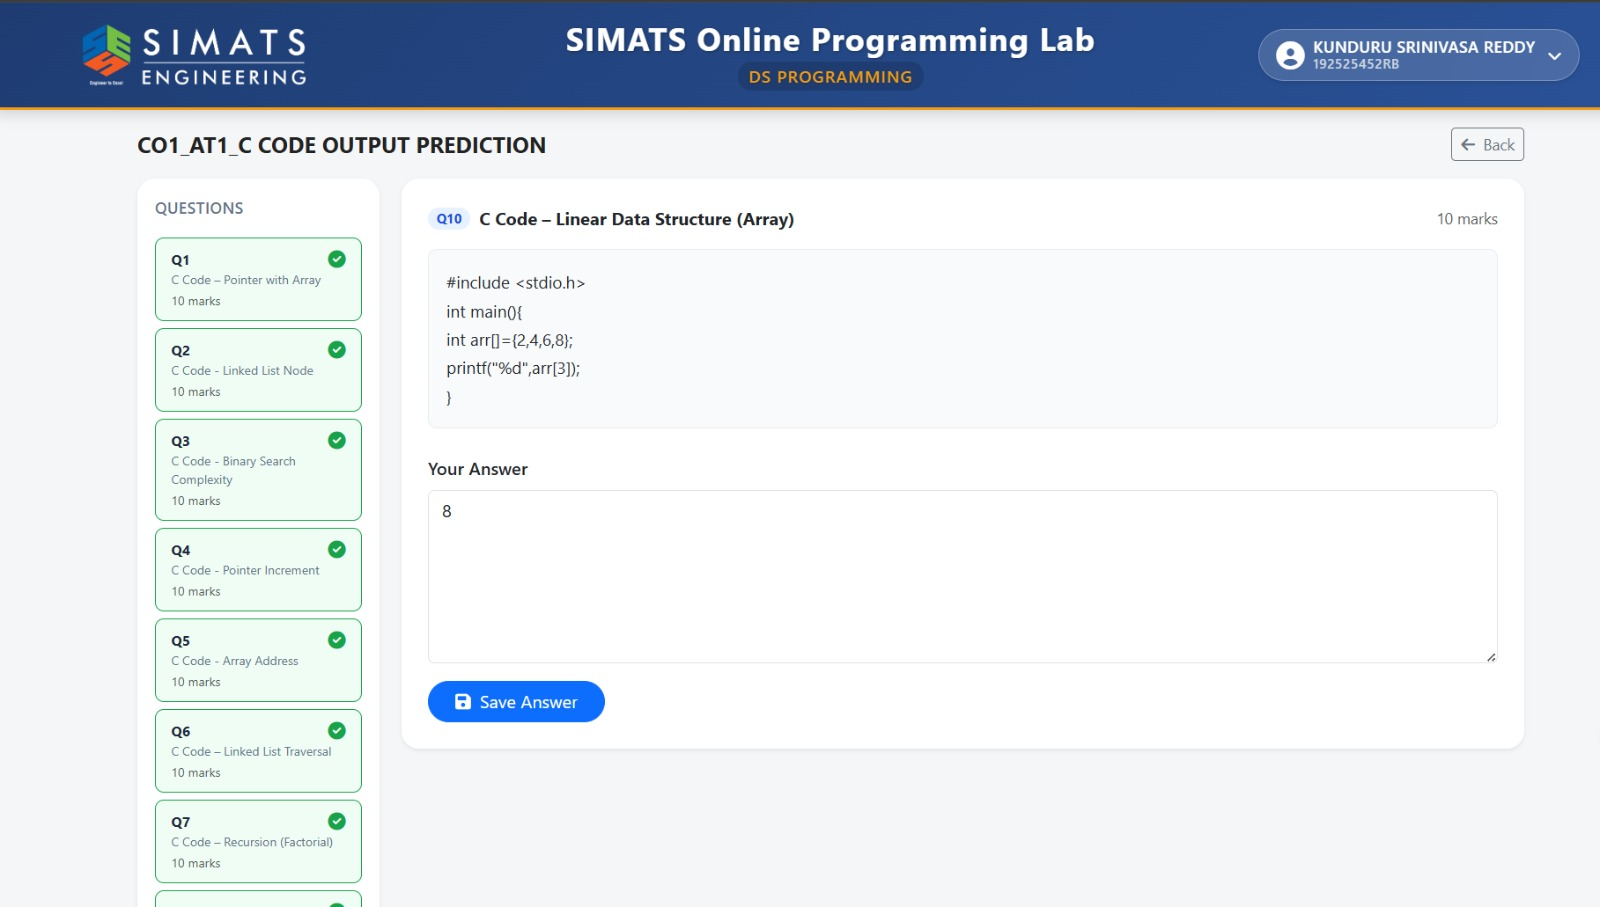 SIMATS
ENGINEERING
Engineer to Excel
SIMATS Online Programming Lab
DS PROGRAMMING
KUNDURU SRINIVASA REDDY
192525452RB
CO1_AT1_C CODE OUTPUT PREDICTION
Back
QUESTIONS
Q1
C Code – Pointer with Array
10 marks
Q2
C Code - Linked List Node
10 marks
Q3
C Code - Binary Search
Complexity
10 marks
Q4
C Code - Pointer Increment
10 marks
Q5
C Code - Array Address
10 marks
Q6
C Code – Linked List Traversal
10 marks
Q7
C Code – Recursion (Factorial)
10 marks
Q10 C Code – Linear Data Structure (Array)
10 marks
#include <stdio.h>
int main(){
int arr[]={2,4,6,8};
printf("%d",arr[3]);
}
Your Answer
8
Save Answer